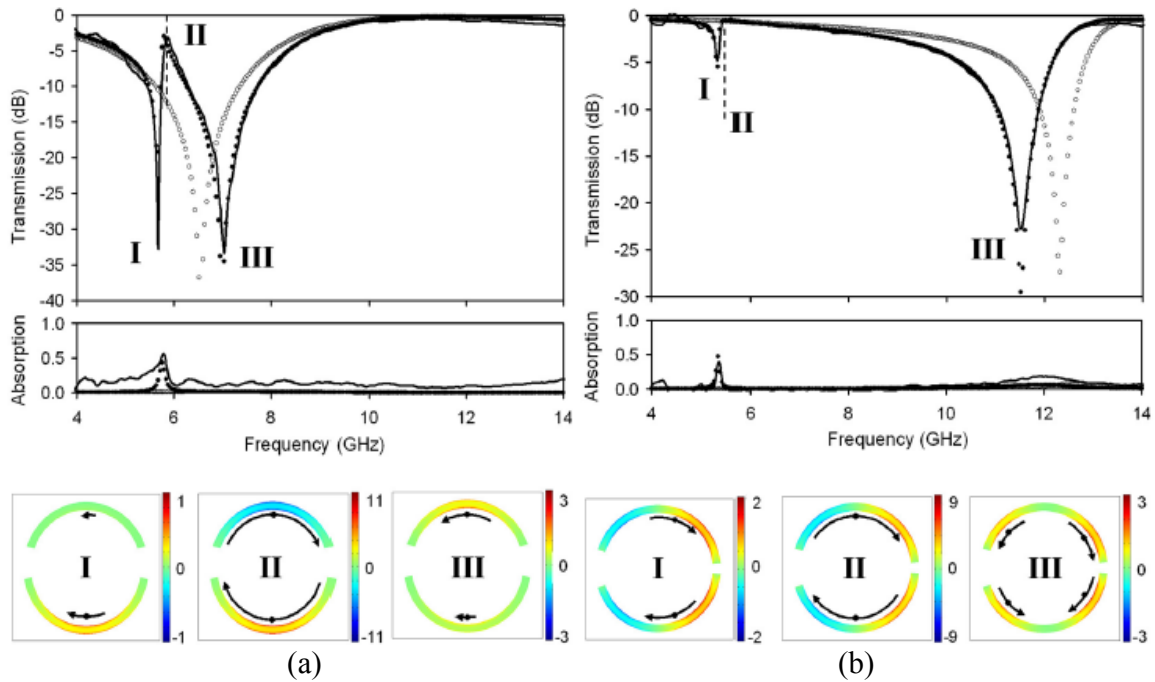 0
-5
-10
-15
-20
-25
-30
-35
-40
Transmission (dB)
I
II
III
1.0
0.5
0.0
Absorption
4 6 8 10 12 14
Frequency (GHz)
0
-5
-10
-15
-20
-25
-30
Transmission (dB)
I
II
III
1.0
0.5
0.0
Absorption
4 6 8 10 12 14
Frequency (GHz)
I
1
0
-1
II
11
0
-11
III
3
0
-3
I
2
0
-2
II
9
0
-9
III
3
0
-3
(a) (b)